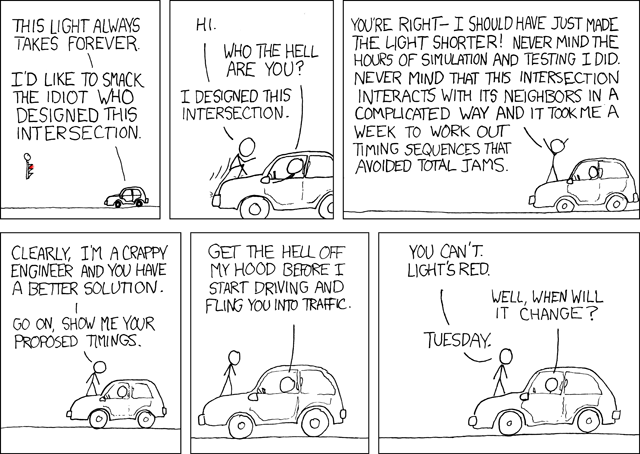 THIS LIGHT ALWAYS
TAKES FOREVER.
I'D LIKE TO SMACK
THE IDIOT WHO
DESIGNED THIS
INTERSECTION.
HI.
WHO THE HELL
ARE YOU?
I DESIGNED THIS
INTERSECTION.
YOU'RE RIGHT— I SHOULD HAVE JUST MADE
THE LIGHT SHORTER! NEVER MIND THE
HOURS OF SIMULATION AND TESTING I DID.
NEVER MIND THAT THIS INTERSECTION
INTERACTS WITH ITS NEIGHBORS IN A
COMPLICATED WAY AND IT TOOK ME A
WEEK TO WORK OUT
TIMING SEQUENCES THAT
AVOIDED TOTAL JAMS.
CLEARLY, I'M A CRAPPY
ENGINEER AND YOU HAVE
A BETTER SOLUTION.
GO ON, SHOW ME YOUR
PROPOSED TIMINGS.
GET THE HELL OFF
MY HOOD BEFORE I
START DRIVING AND
FLING YOU INTO TRAFFIC.
YOU CAN'T.
LIGHT'S RED.
WELL, WHEN WILL
IT CHANGE?
TUESDAY.